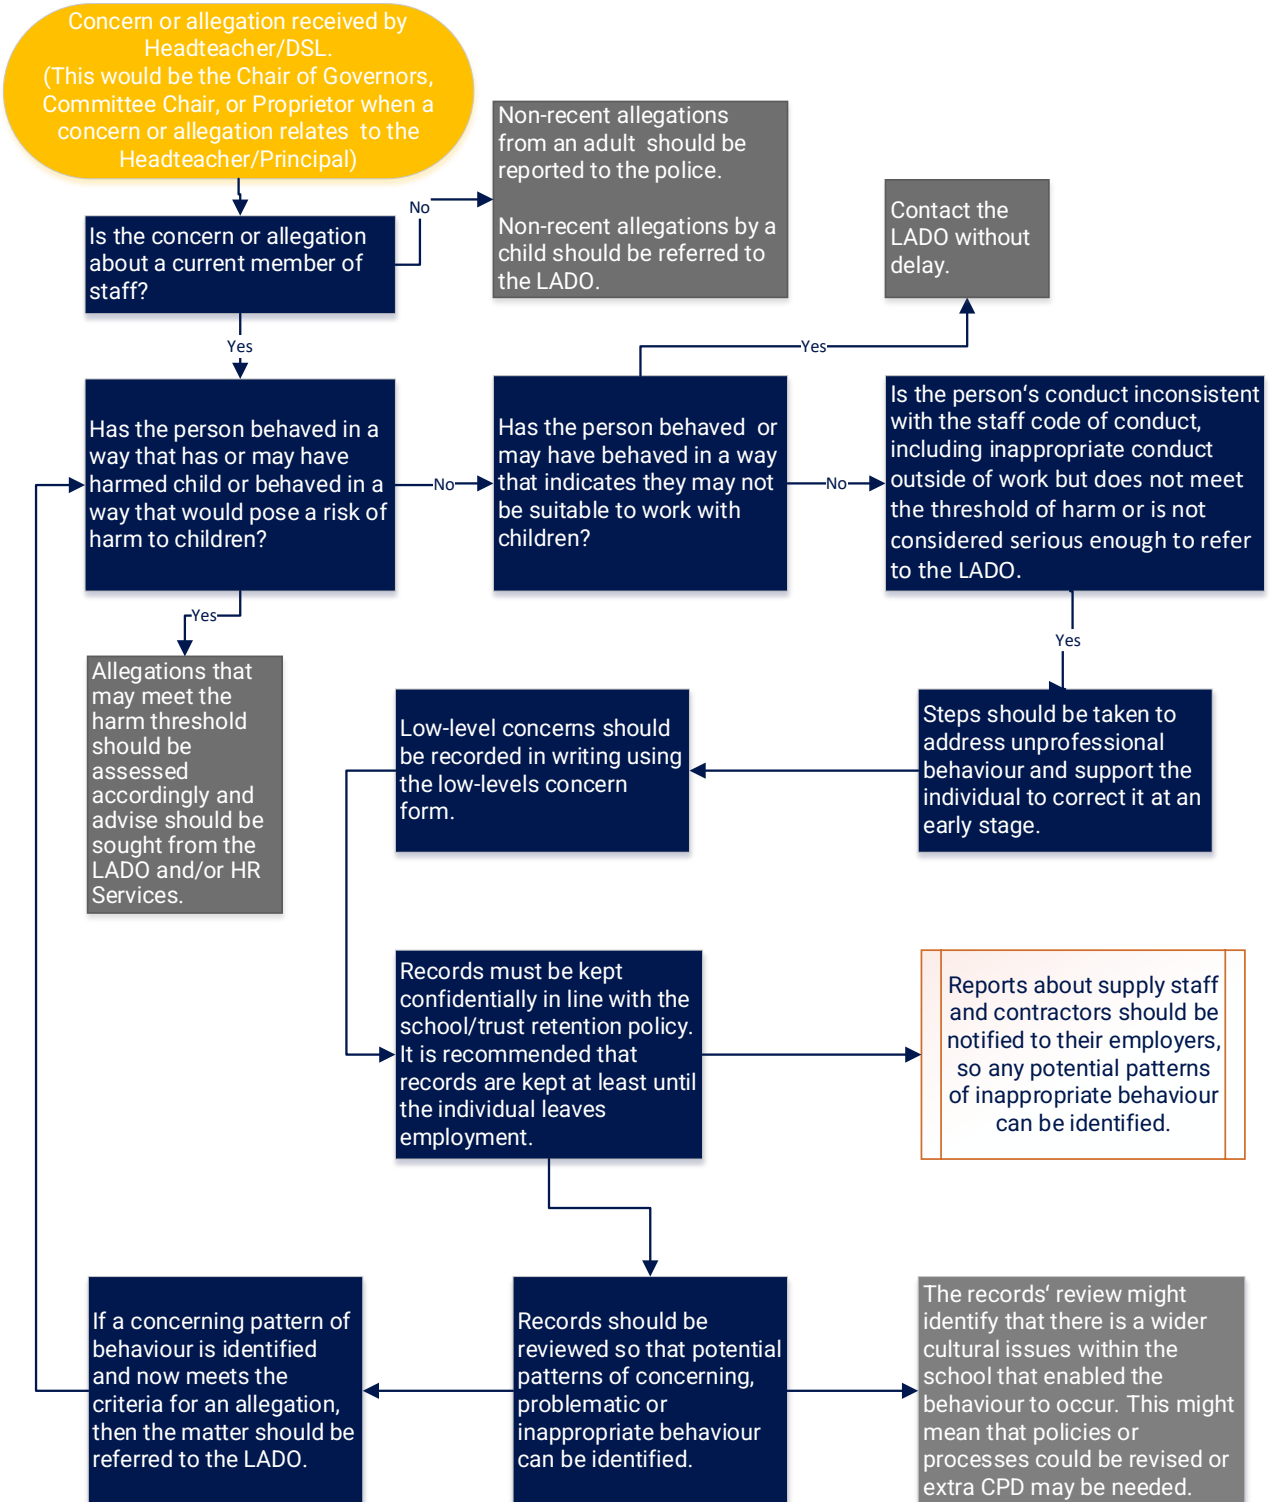 Concern or allegation received by
Headteacher/DSL.
(This would be the Chair of Governors,
Committee Chair, or Proprietor when a
concern or allegation relates  to the
Headteacher/Principal)
Is the concern or allegation
about a current member of
staff?
No
Non-recent allegations
from an adult  should be
reported to the police.
Non-recent allegations by a
child should be referred to
the LADO.
Contact the
LADO without
delay.
Yes
Yes
Has the person behaved in a
way that has or may have
harmed child or behaved in a
way that would pose a risk of
harm to children?
No
Has the person behaved  or
may have behaved in a way
that indicates they may not
be suitable to work with
children?
No
Is the person‘s conduct inconsistent
with the staff code of conduct,
including inappropriate conduct
outside of work but does not meet
the threshold of harm or is not
considered serious enough to refer
to the LADO.
Yes
Yes
Allegations that
may meet the
harm threshold
should be
assessed
accordingly and
advise should be
sought from the
LADO and/or HR
Services.
Low-level concerns should
be recorded in writing using
the low-levels concern
form.
Steps should be taken to
address unprofessional
behaviour and support the
individual to correct it at an
early stage.
Records must be kept
confidentially in line with the
school/trust retention policy.
It is recommended that
records are kept at least until
the individual leaves
employment.
Reports about supply staff
and contractors should be
notified to their employers,
so any potential patterns
of inappropriate behaviour
can be identified.
If a concerning pattern of
behaviour is identified
and now meets the
criteria for an allegation,
then the matter should be
referred to the LADO.
Records should be
reviewed so that potential
patterns of concerning,
problematic or
inappropriate behaviour
can be identified.
The records‘ review might
identify that there is a wider
cultural issues within the
school that enabled the
behaviour to occur. This might
mean that policies or
processes could be revised or
extra CPD may be needed.